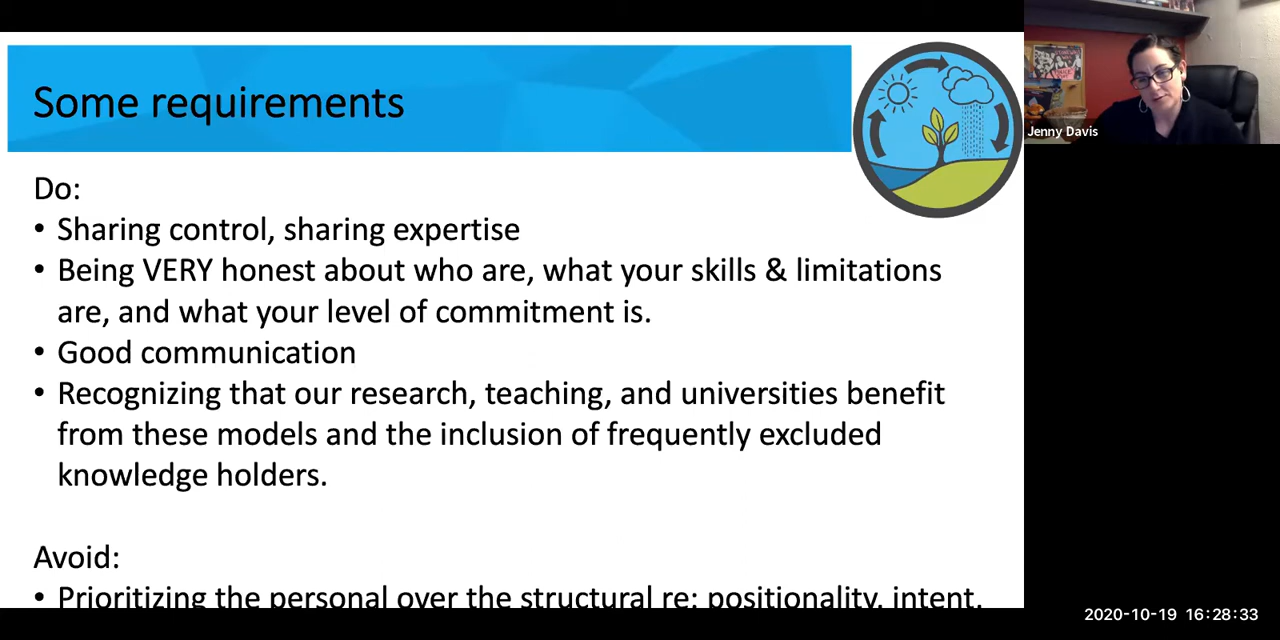 Some requirements
Jenny Davis
Do:
• Sharing control, sharing expertise
• Being VERY honest about who are, what your skills & limitations
are, and what your level of commitment is.
• Good communication
• Recognizing that our research, teaching, and universities benefit
from these models and the inclusion of frequently excluded
knowledge holders.
Avoid:
• Prioritizing the personal over the structural re: positionality, intent,
2020-10-19 16:28:33